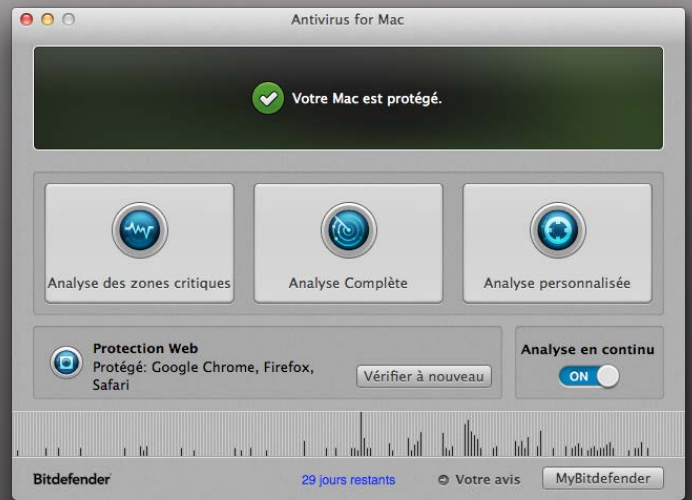 Antivirus for Mac
Votre Mac est protégé.
Analyse des zones critiques
Analyse Complète
Analyse personnalisée
Protection Web
Protégé: Google Chrome, Firefox,
Safari
Vérifier à nouveau
Analyse en continu
ON
Bitdefender
29 jours restants
Votre avis
MyBitdefender